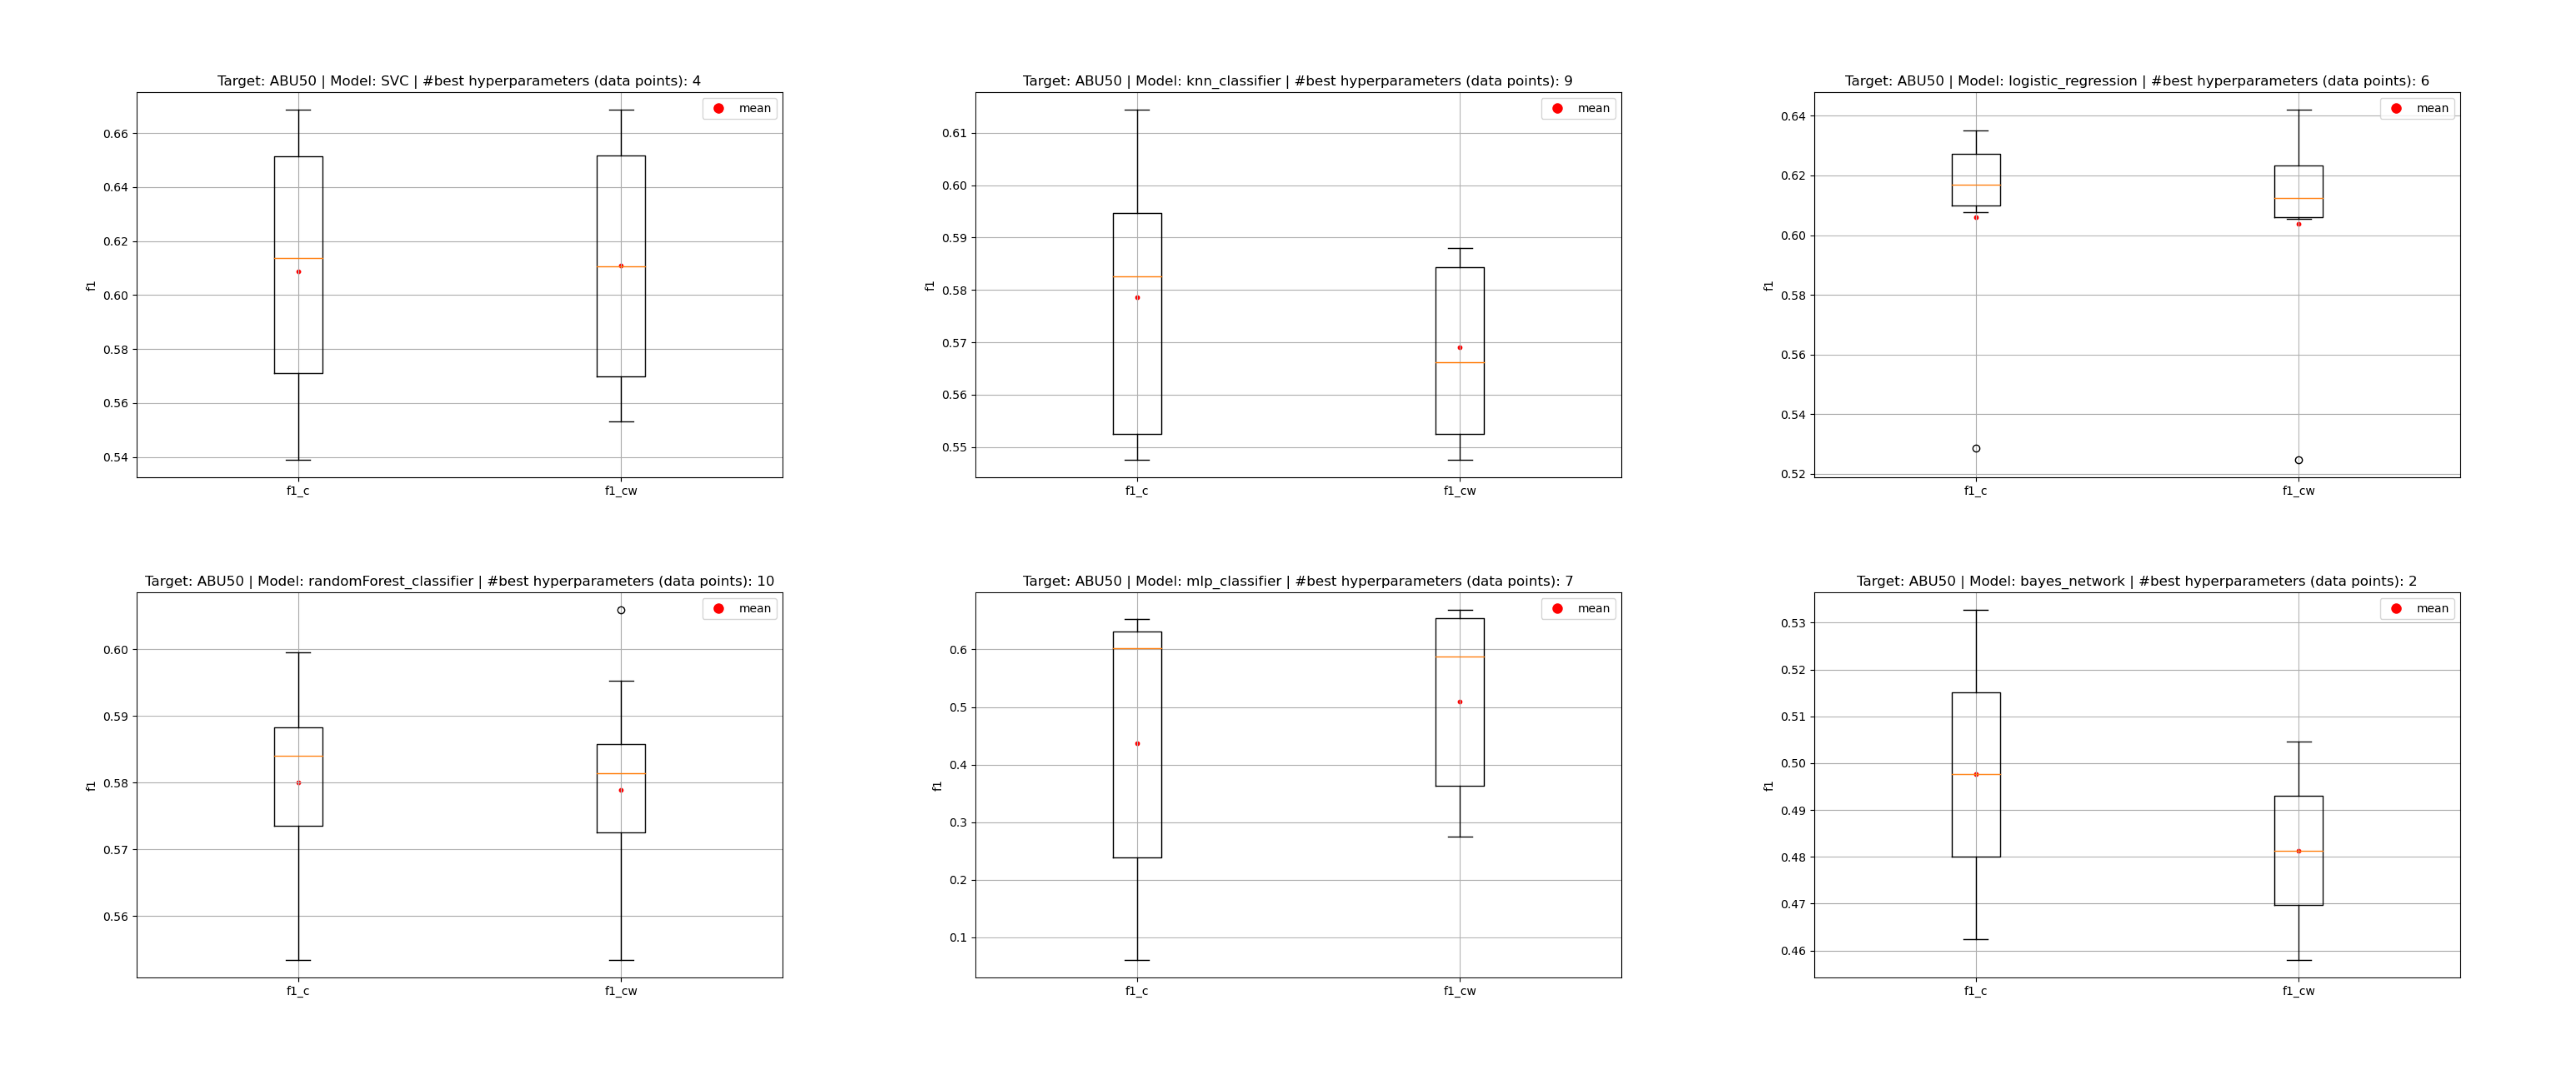 Target: ABU50 | Model: SVC | #best hyperparameters (data points): 4
mean
0.66
0.64
0.62
0.60
0.58
0.56
0.54
f1
f1_c
f1_cw
Target: ABU50 | Model: knn_classifier | #best hyperparameters (data points): 9
mean
0.61
0.60
0.59
0.58
0.57
0.56
0.55
f1
f1_c
f1_cw
Target: ABU50 | Model: logistic_regression | #best hyperparameters (data points): 6
mean
0.64
0.62
0.60
0.58
0.56
0.54
0.52
f1
f1_c
f1_cw
Target: ABU50 | Model: randomForest_classifier | #best hyperparameters (data points): 10
mean
0.60
0.59
0.58
0.57
0.56
f1
f1_c
f1_cw
Target: ABU50 | Model: mlp_classifier | #best hyperparameters (data points): 7
mean
0.6
0.5
0.4
0.3
0.2
0.1
f1
f1_c
f1_cw
Target: ABU50 | Model: bayes_network | #best hyperparameters (data points): 2
mean
0.53
0.52
0.51
0.50
0.49
0.48
0.47
0.46
f1
f1_c
f1_cw